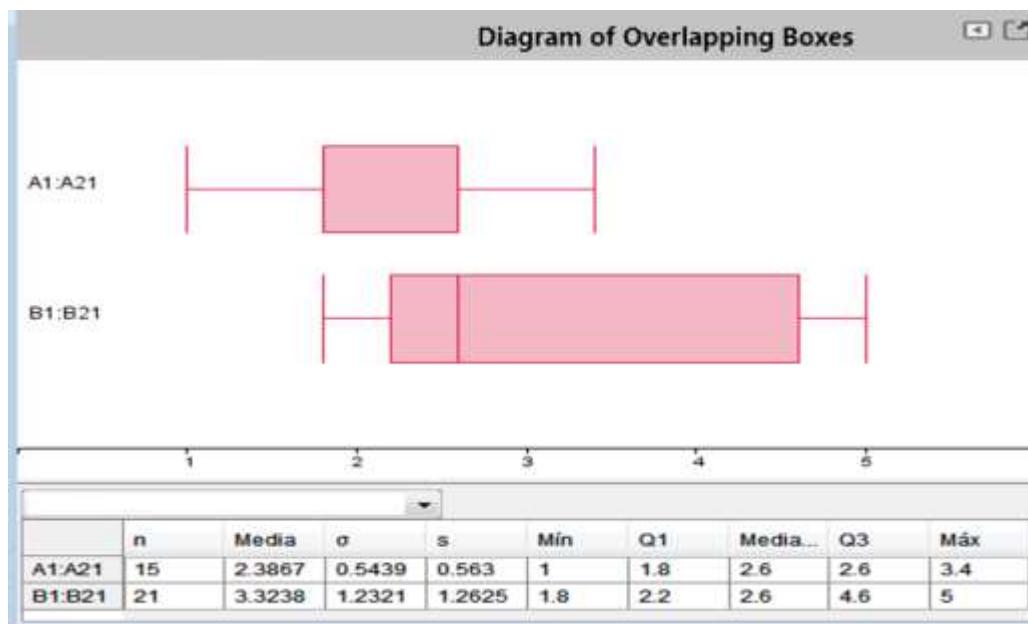 Diagram of Overlapping Boxes
A1:A21
B1:B21
1 2 3 4 5
n Media σ s Mín Q1 Media... Q3 Máx
A1:A21 15 2.3867 0.5439 0.563 1 1.8 2.6 2.6 3.4
B1:B21 21 3.3238 1.2321 1.2625 1.8 2.2 2.6 4.6 5